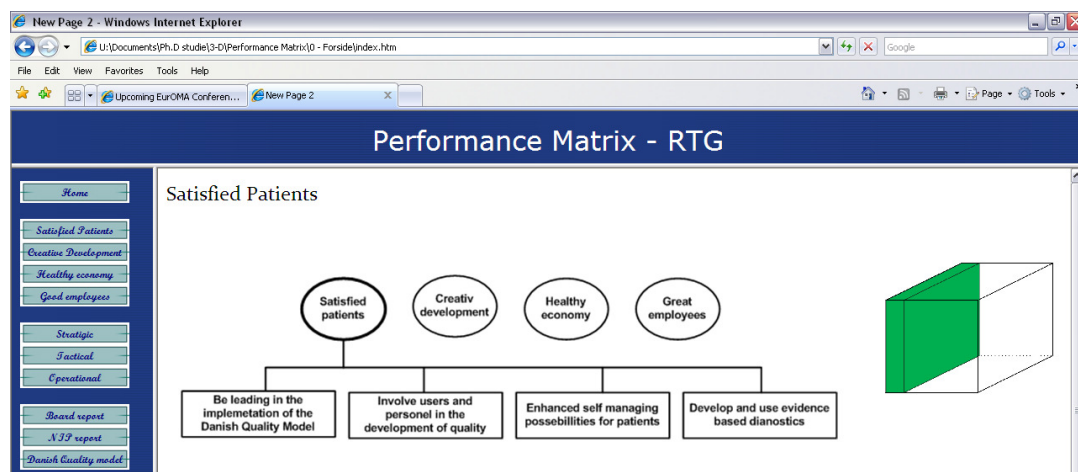 New Page 2 - Windows Internet Explorer
U:\Documents\Ph.D studie\3-D\Performance Matrix\0 - Forside\index.htm
Google
File Edit View Favorites Tools Help
Upcoming EurOMA Conferen...
New Page 2
Page
Tools
Performance Matrix - RTG
Home
Satisfied Patients
Creative Development
Healthy economy
Good employees
Stratigic
Tactical
Operational
Board report
NIP report
Danish Quality model
Satisfied Patients
Satisfied
patients
Creativ
development
Healthy
economy
Great
employees
Be leading in the
implemetation of the
Danish Quality Model
Involve users and
personel in the
development of quality
Enhanced self managing
possebillities for patients
Develop and use evidence
based dianostics